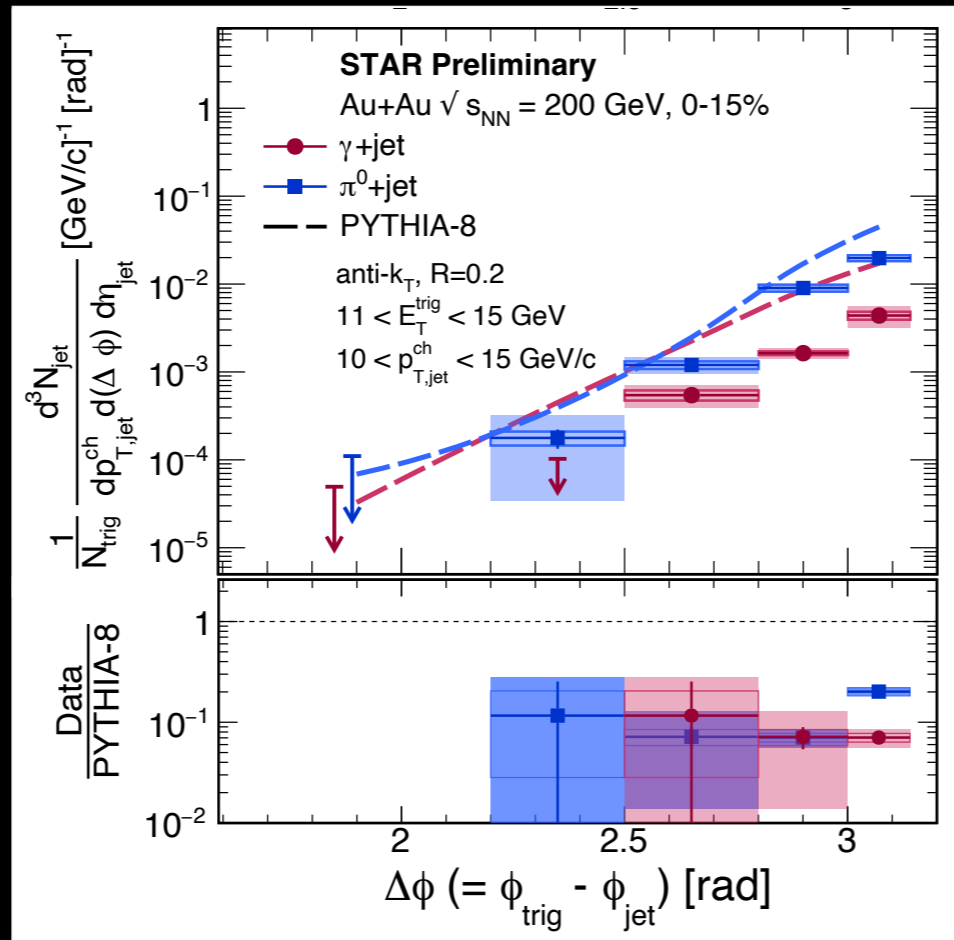 STAR Preliminary
Au+Au √ s_NN = 200 GeV, 0-15%
γ+jet
π⁰+jet
PYTHIA-8
anti-k_T, R=0.2
11 < E_T^trig < 15 GeV
10 < p_T,jet^ch < 15 GeV/c
1/N_trig d³N_jet/dp_T,jet^ch d(Δ φ) dη_jet [GeV/c]⁻¹ [rad]⁻¹
1
10⁻¹
10⁻²
10⁻³
10⁻⁴
10⁻⁵
Data/PYTHIA-8
1
10⁻¹
10⁻²
2 2.5 3
Δφ (= φ_trig - φ_jet) [rad]